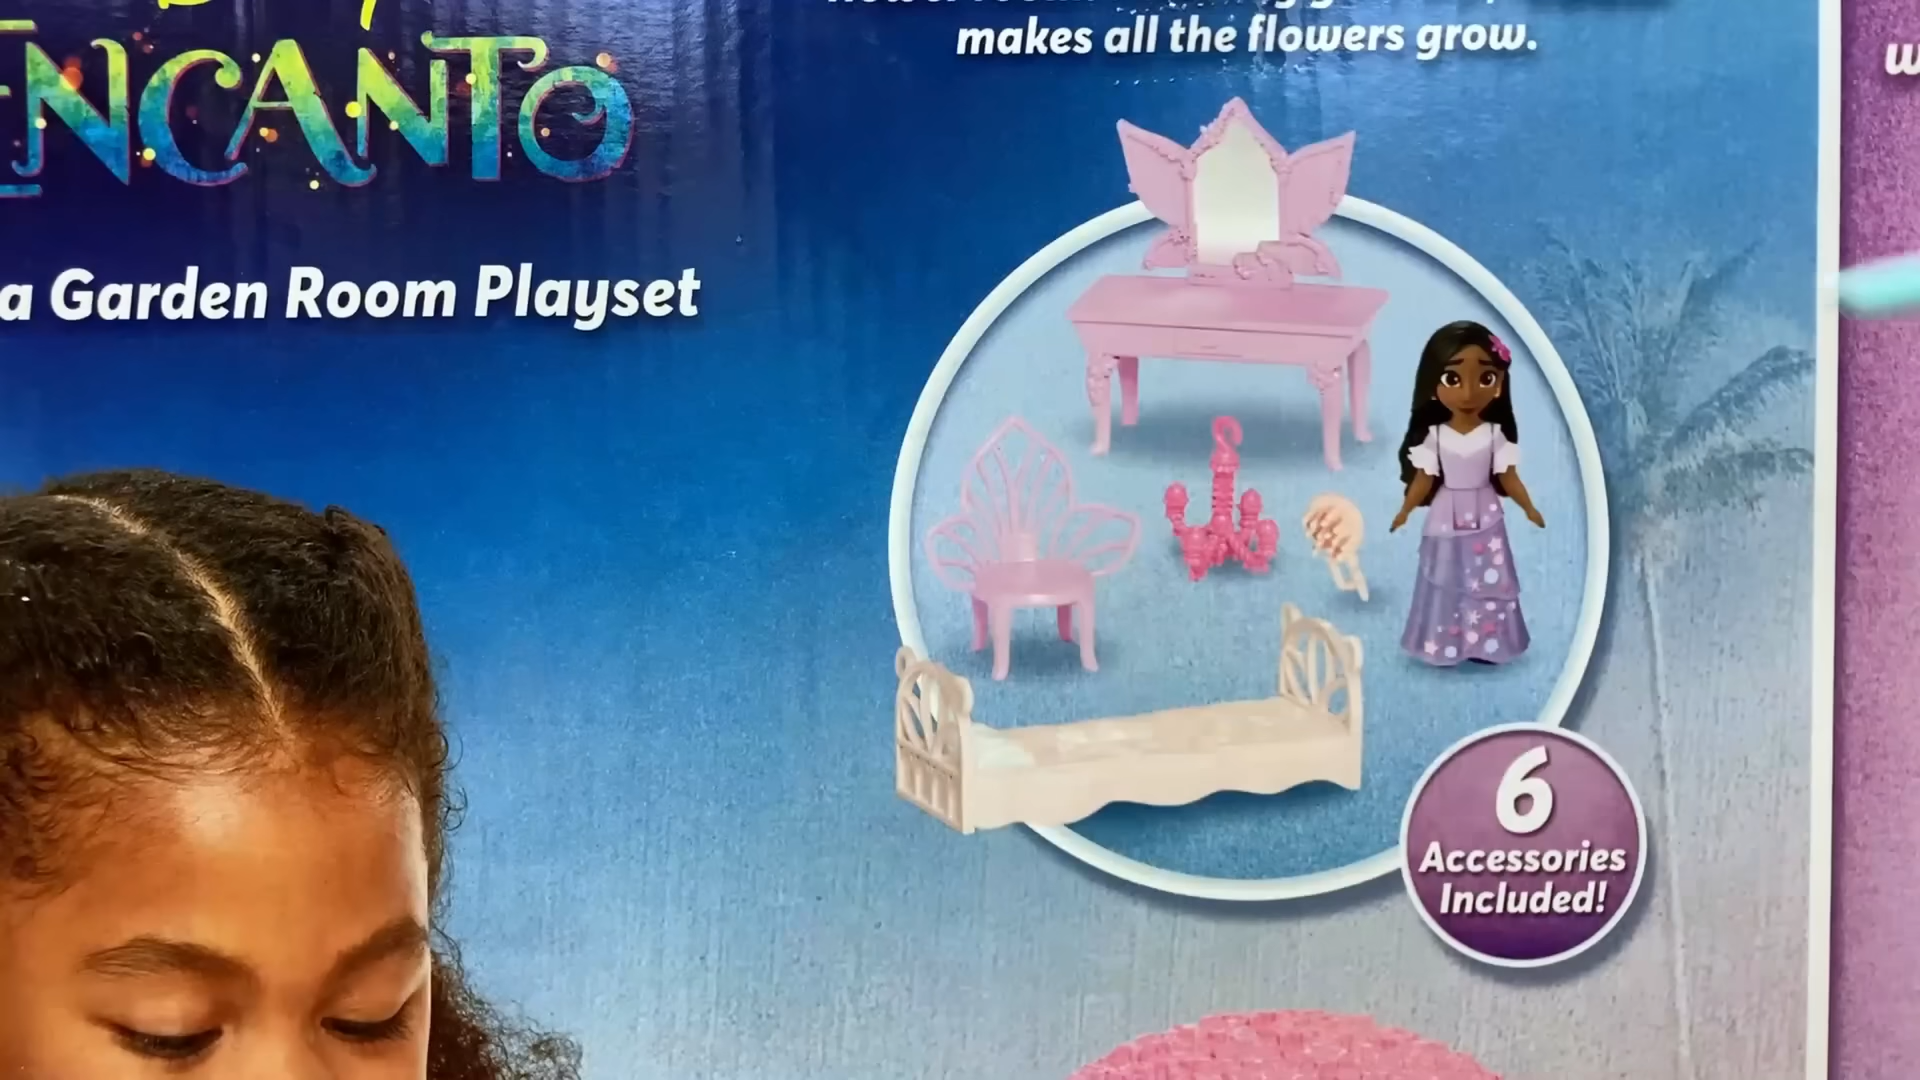 ENCANTO
a Garden Room Playset
makes all the flowers grow.
6
Accessories
Included!